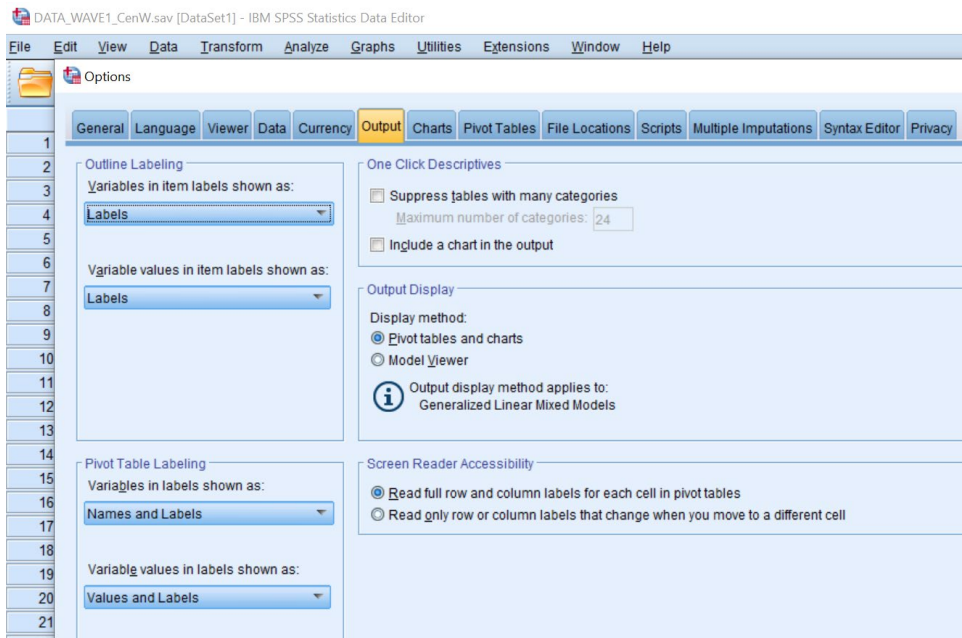 DATA_WAVE1_CenW.sav [DataSet1] - IBM SPSS Statistics Data Editor
File Edit View Data Transform Analyze Graphs Utilities Extensions Window Help
Options
General Language Viewer Data Currency Output Charts Pivot Tables File Locations Scripts Multiple Imputations Syntax Editor Privacy
1
2
3
4
5
6
7
8
9
10
11
12
13
14
15
16
17
18
19
20
21
Outline Labeling
Variables in item labels shown as:
Labels
Variable values in item labels shown as:
Labels
One Click Descriptives
Suppress tables with many categories
Maximum number of categories: 24
Include a chart in the output
Output Display
Display method:
Pivot tables and charts
Model Viewer
Output display method applies to:
Generalized Linear Mixed Models
Pivot Table Labeling
Variables in labels shown as:
Names and Labels
Variable values in labels shown as:
Values and Labels
Screen Reader Accessibility
Read full row and column labels for each cell in pivot tables
Read only row or column labels that change when you move to a different cell